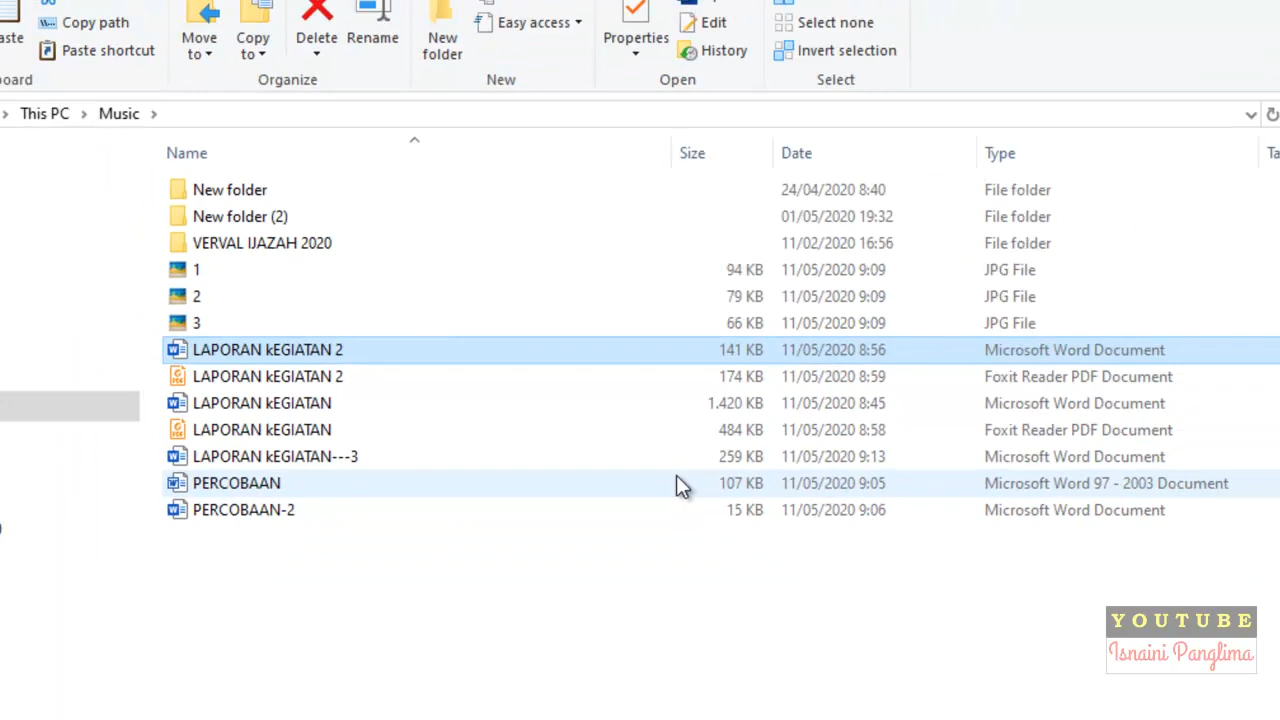 Copy path
Paste shortcut
Move to
Copy to
Delete
Rename
New folder
Easy access
Properties
Edit
History
Select none
Invert selection
Organize
New
Open
Select
This PC > Music >
Name Size Date Type
New folder 24/04/2020 8:40 File folder
New folder (2) 01/05/2020 19:32 File folder
VERVAL IJAZAH 2020 11/02/2020 16:56 File folder
1 94 KB 11/05/2020 9:09 JPG File
2 79 KB 11/05/2020 9:09 JPG File
3 66 KB 11/05/2020 9:09 JPG File
LAPORAN kEGIATAN 2 141 KB 11/05/2020 8:56 Microsoft Word Document
LAPORAN kEGIATAN 2 174 KB 11/05/2020 8:59 Foxit Reader PDF Document
LAPORAN kEGIATAN 1.420 KB 11/05/2020 8:45 Microsoft Word Document
LAPORAN kEGIATAN 484 KB 11/05/2020 8:58 Foxit Reader PDF Document
LAPORAN kEGIATAN---3 259 KB 11/05/2020 9:13 Microsoft Word Document
PERCOBAAN 107 KB 11/05/2020 9:05 Microsoft Word 97 - 2003 Document
PERCOBAAN-2 15 KB 11/05/2020 9:06 Microsoft Word Document
YOUTUBE
Isnaini Panglima